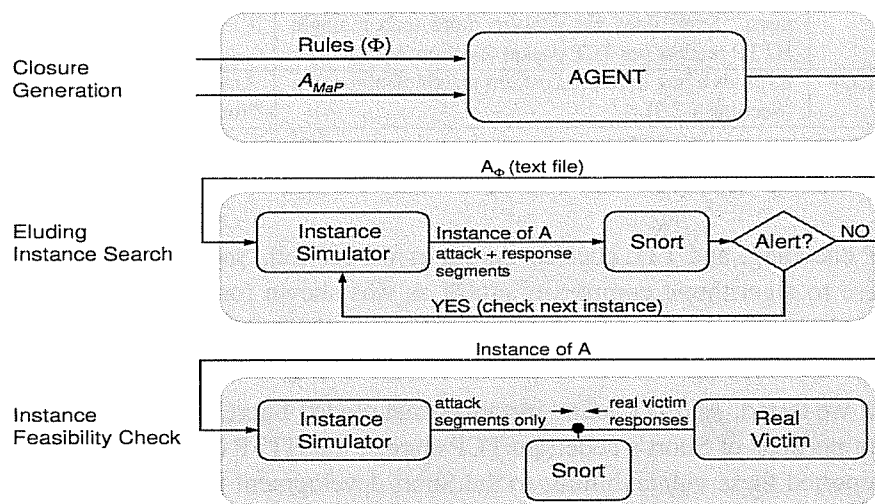 Closure
Generation
Rules (Φ)
A_MaP
AGENT
A_Φ (text file)
Eluding
Instance Search
Instance
Simulator
Instance of A
attack + response
segments
Snort
Alert?
NO
YES (check next instance)
Instance of A
Instance
Feasibility Check
Instance
Simulator
attack
segments only
real victim
responses
Real
Victim
Snort